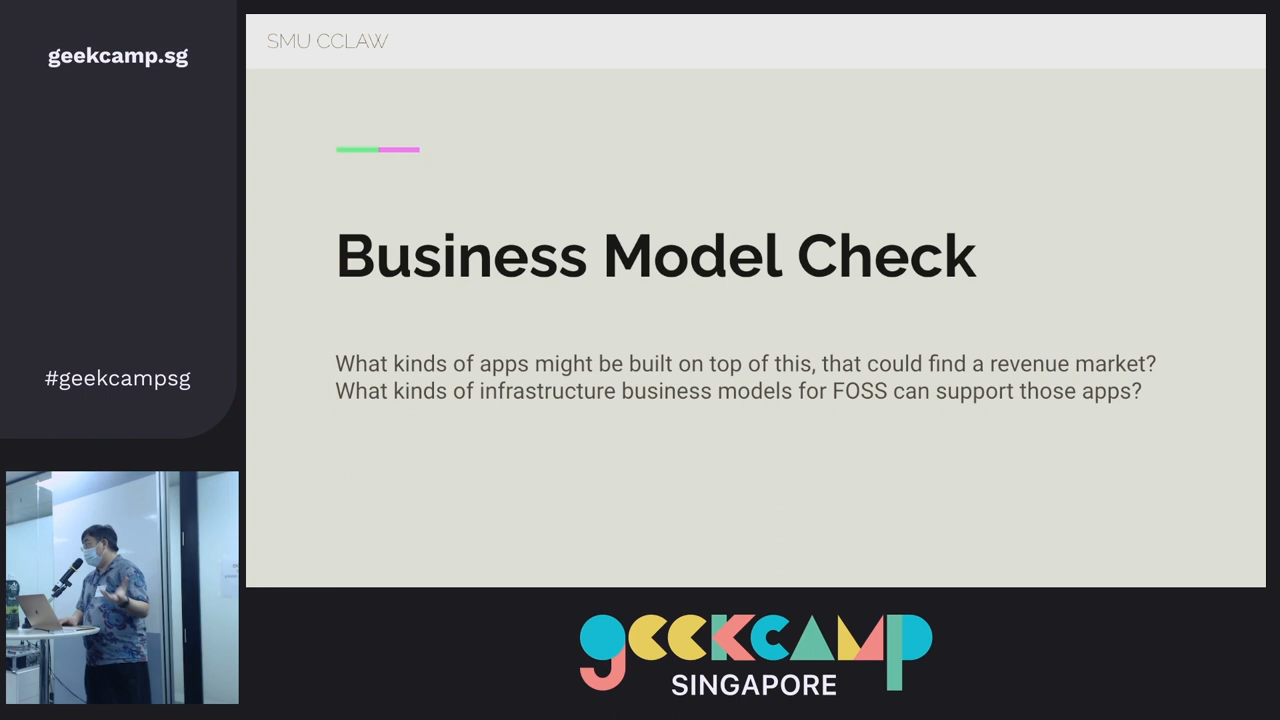 geekcamp.sg
#geekcampsg
SMU CCLAW
Business Model Check
What kinds of apps might be built on top of this, that could find a revenue market?
What kinds of infrastructure business models for FOSS can support those apps?
geekcamp
SINGAPORE